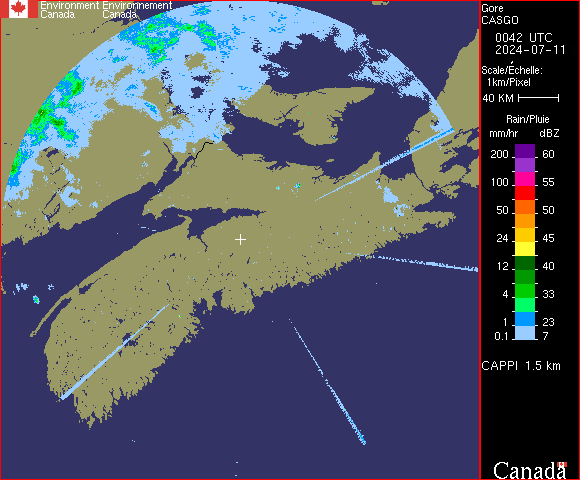 Environment Environnement
Canada Canada
Gore
CASGO
0042 UTC
2024-07-11
Scale/Échelle:
1km/Pixel
40 KM
Rain/Pluie
mm/hr dBZ
200 60
100 55
50 50
24 45
12 40
4 33
1 23
0.1 7
CAPPI 1.5 km
Canada